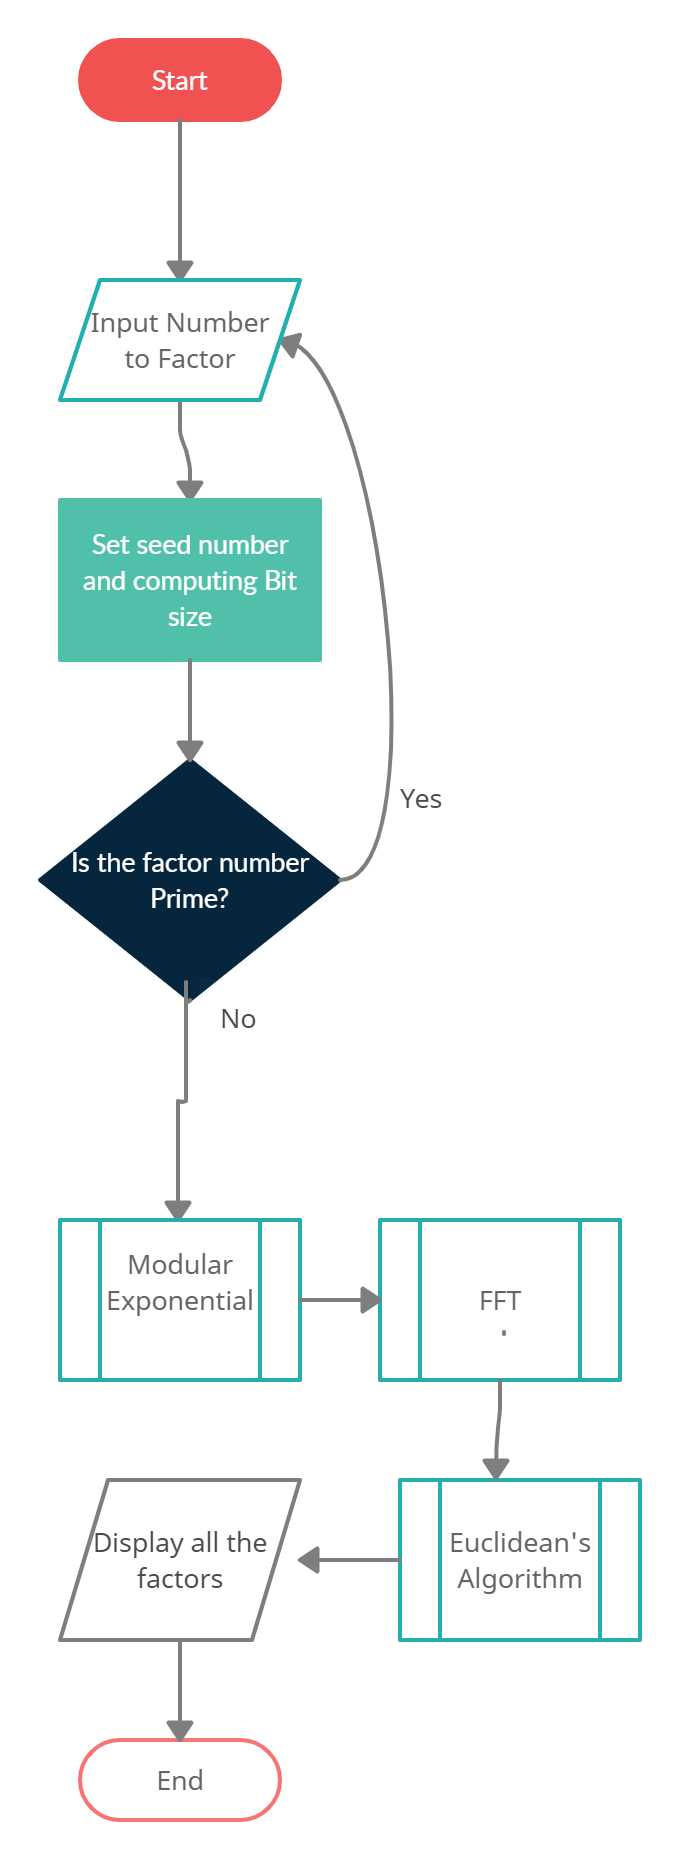 Start
Input Number
to Factor
Set seed number
and computing Bit
size
Is the factor number
Prime?
Yes
No
Modular
Exponential
FFT
.
Euclidean's
Algorithm
Display all the
factors
End